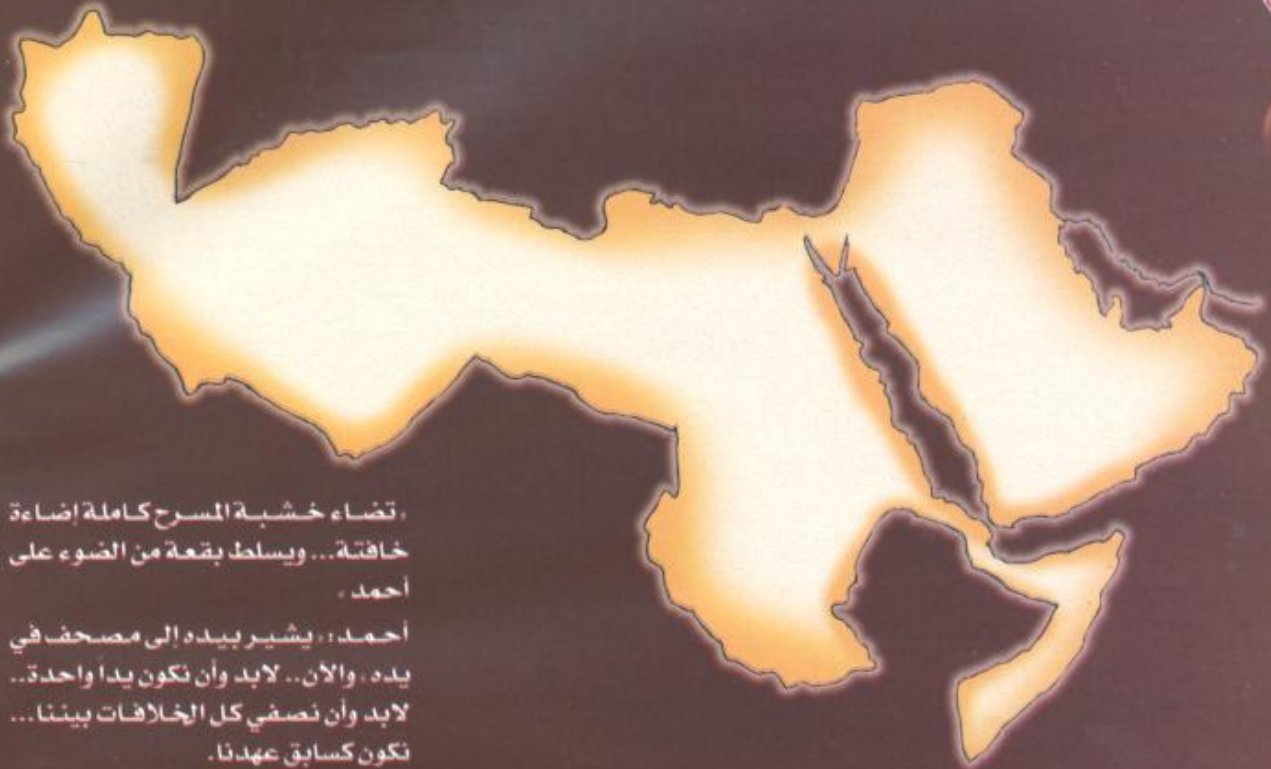 «تضاء خشبة المسرح كاملة إضاءة
خافتة... ويسلط بقعة من الضوء على
أحمد»
أحمد: «يشير بيده إلى مصحف في
يده» والأن.. لابد وأن نكون يدا واحدة..
لابد وأن نصفي كل الخلافات بيننا...
نكون كسابق عهدنا.